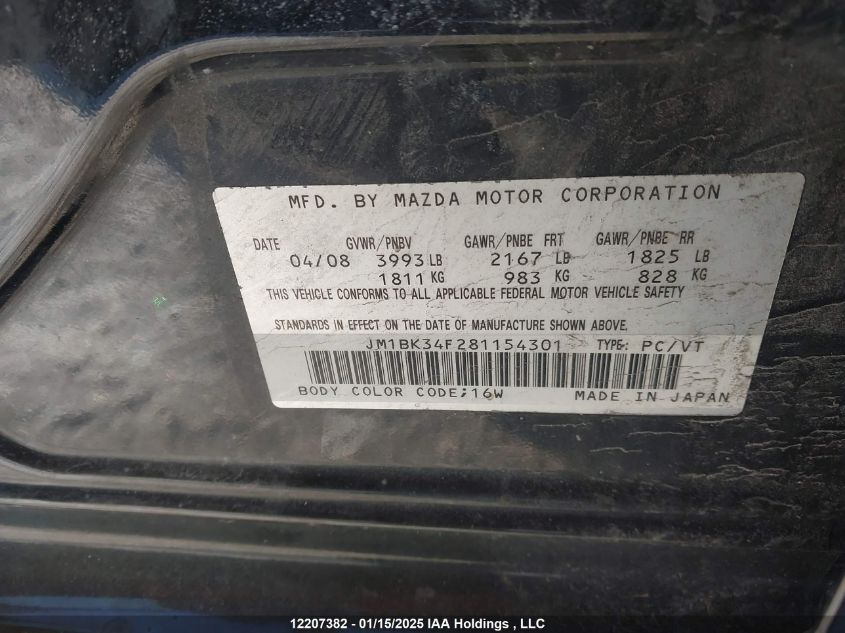 MFD. BY MAZDA MOTOR CORPORATION
DATE GVWR/PNBV GAWR/PNBE FRT GAWR/PNBE RR
04/08 3993 LB 2167 LB 1825 LB
1811 KG 983 KG 828 KG
THIS VEHICLE CONFORMS TO ALL APPLICABLE FEDERAL MOTOR VEHICLE SAFETY
STANDARDS IN EFFECT ON THE DATE OF MANUFACTURE SHOWN ABOVE.
JM1BK34F281154301 TYPE: PC/VT
BODY COLOR CODE;16W MADE IN JAPAN
12207382 - 01/15/2025 IAA Holdings , LLC